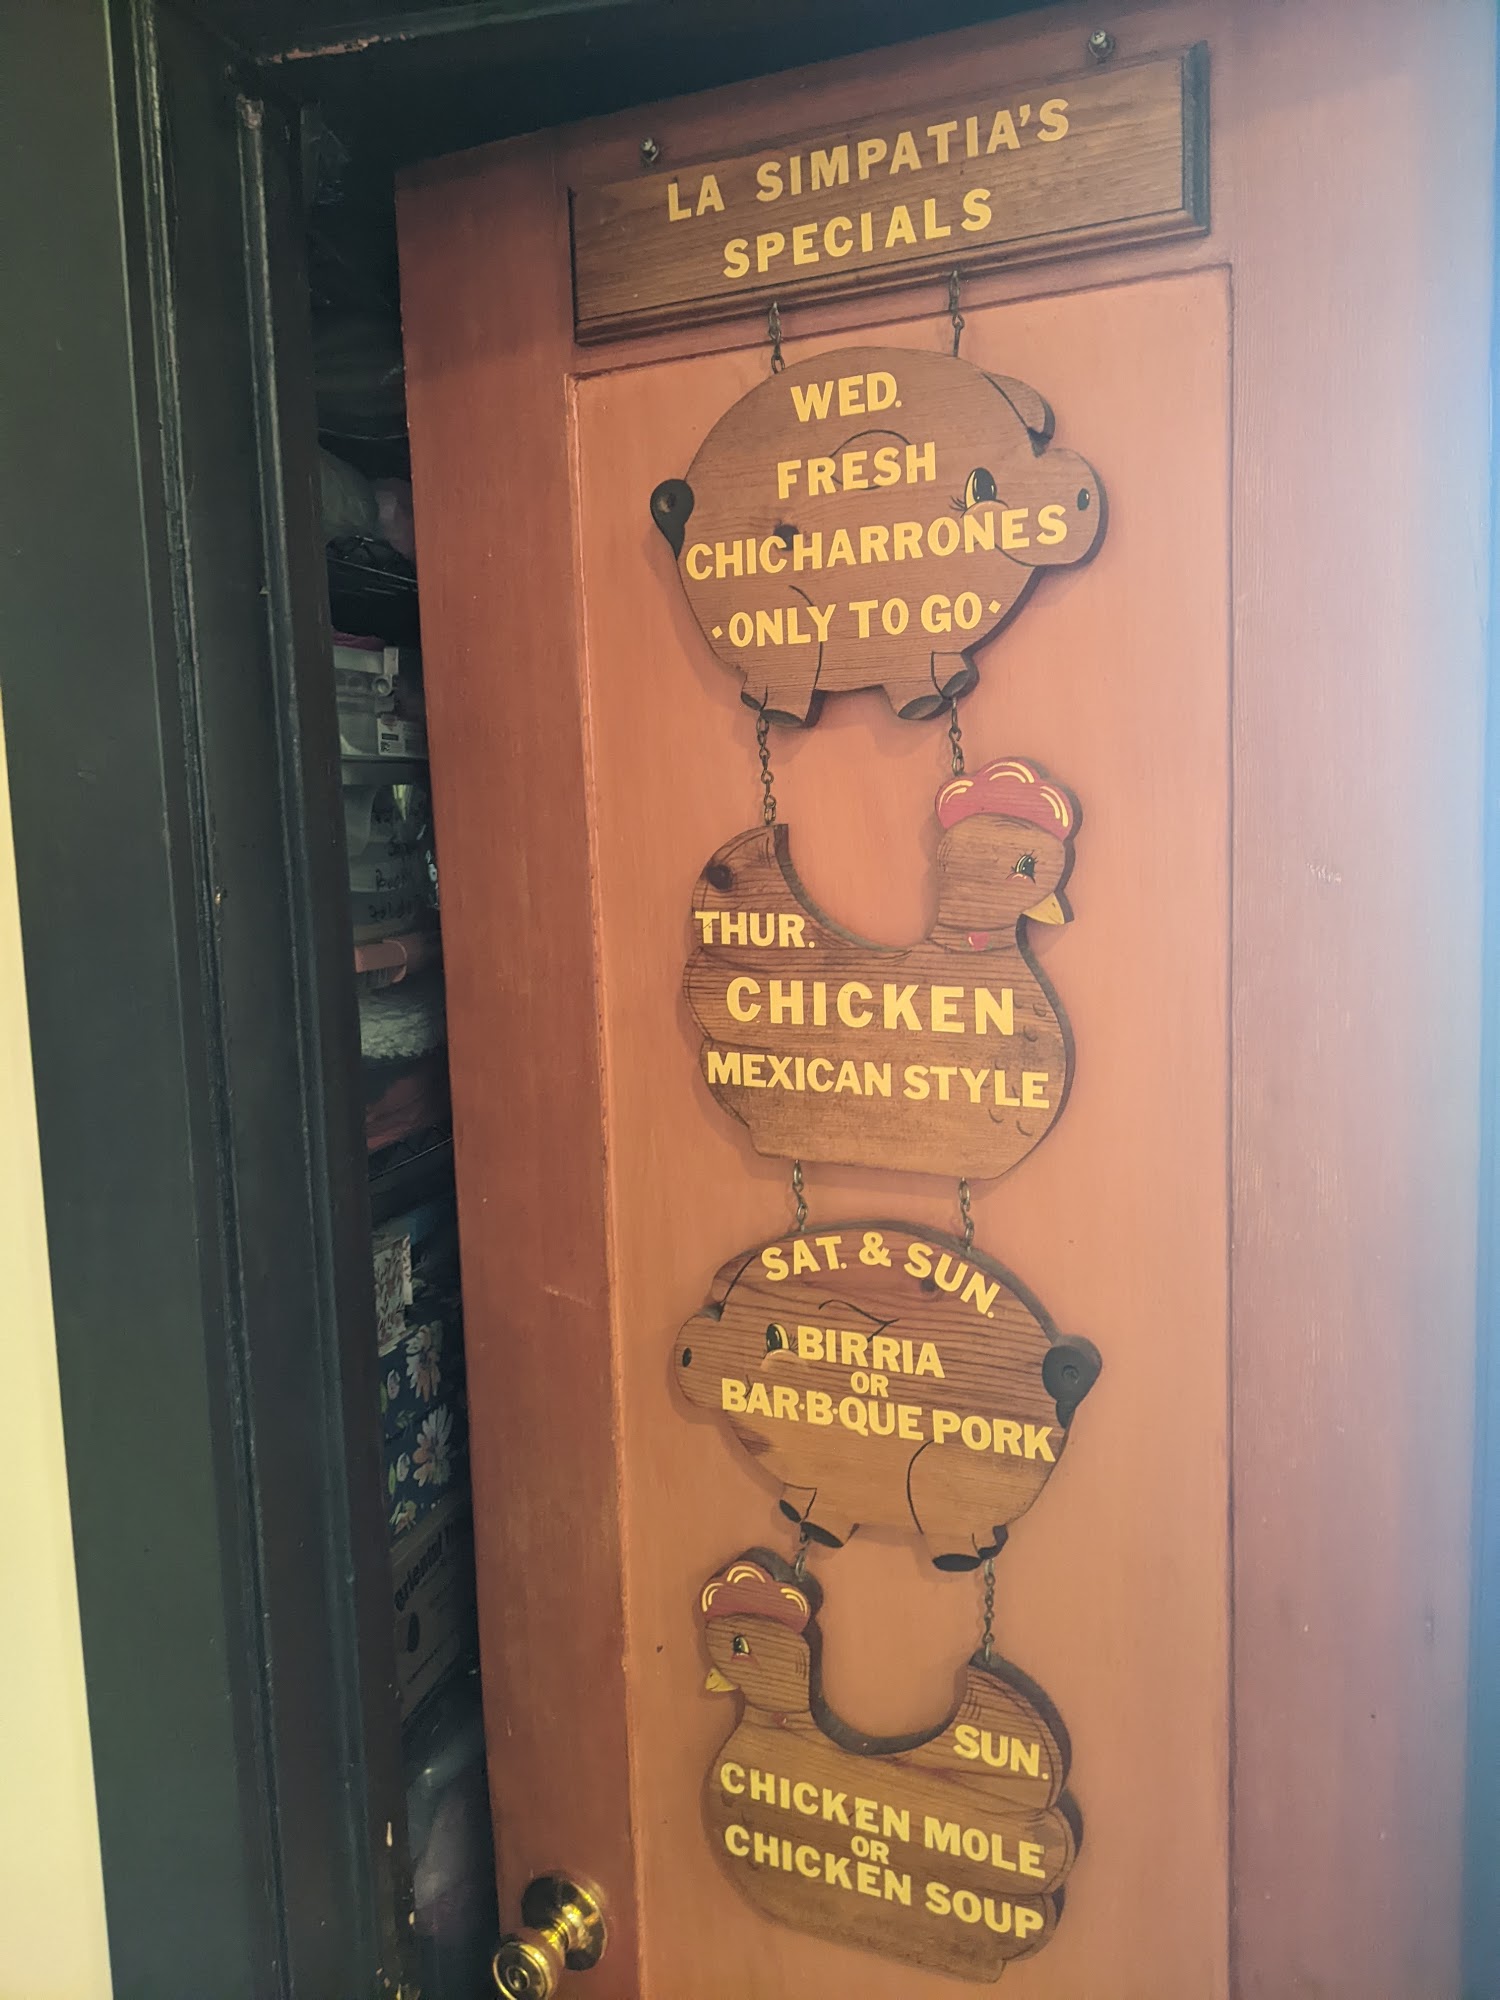 LA SIMPATIA'S
SPECIALS
WED.
FRESH
CHICHARRONES
·ONLY TO GO·
THUR.
CHICKEN
MEXICAN STYLE
SAT. & SUN.
BIRRIA
OR
BAR·B·QUE PORK
SUN.
CHICKEN MOLE
OR
CHICKEN SOUP